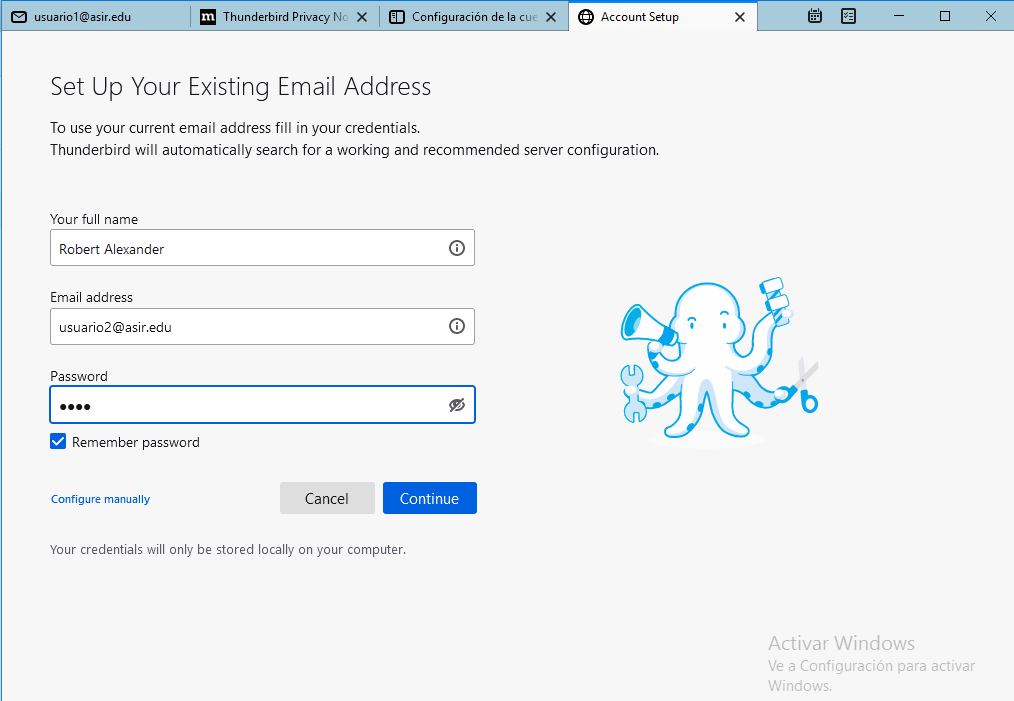 usuario1@asir.edu
Thunderbird Privacy No
Configuración de la cue
Account Setup
Set Up Your Existing Email Address
To use your current email address fill in your credentials.
Thunderbird will automatically search for a working and recommended server configuration.
Your full name
Robert Alexander
Email address
usuario2@asir.edu
Password
••••
Remember password
Configure manually
Cancel
Continue
Your credentials will only be stored locally on your computer.
Activar Windows
Ve a Configuración para activar
Windows.